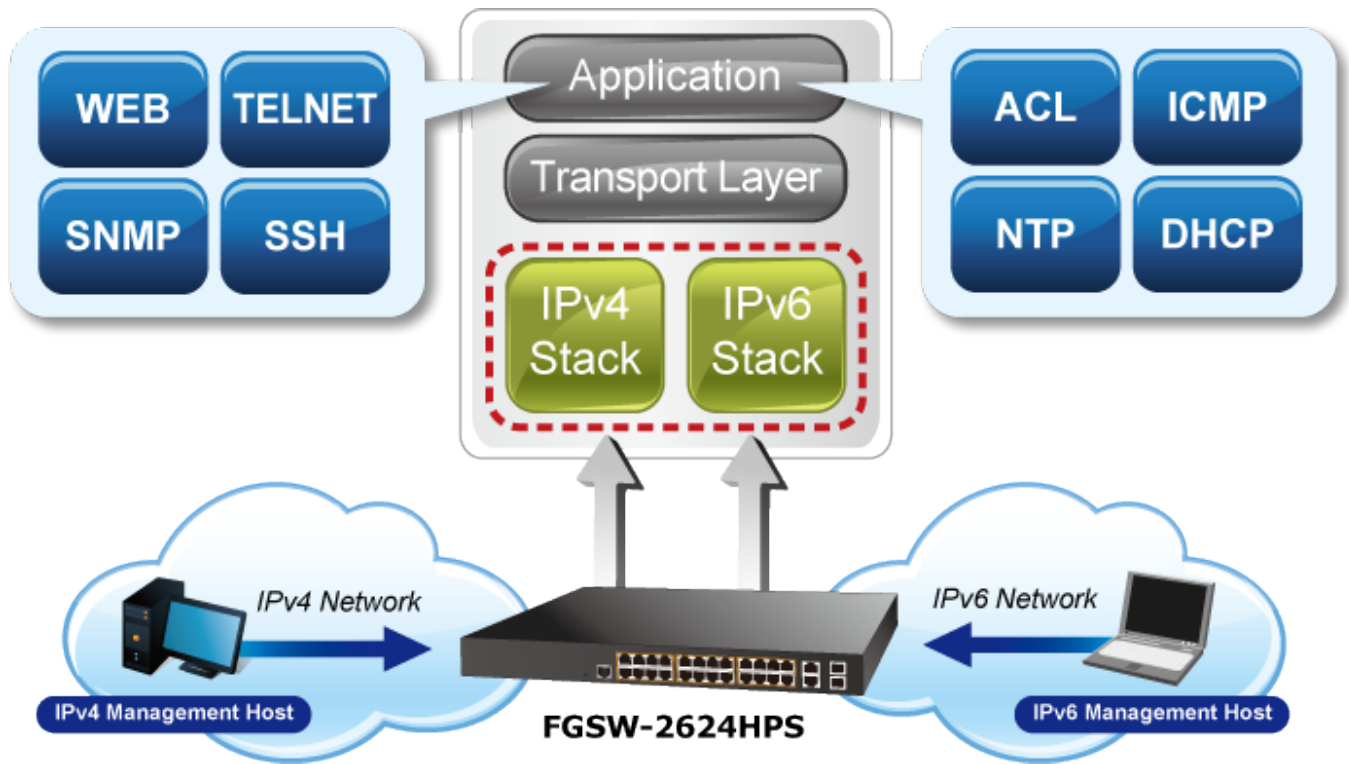 WEB
TELNET
SNMP
SSH
Application
Transport Layer
IPv4
Stack
IPv6
Stack
ACL
ICMP
NTP
DHCP
IPv4 Network
IPv4 Management Host
FGSW-2624HPS
IPv6 Network
IPv6 Management Host